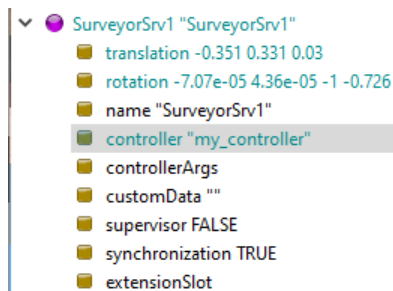 SurveyorSrv1 "SurveyorSrv1"
translation -0.351 0.331 0.03
rotation -7.07e-05 4.36e-05 -1 -0.726
name "SurveyorSrv1"
controller "my_controller"
controllerArgs
customData ""
supervisor FALSE
synchronization TRUE
extensionSlot